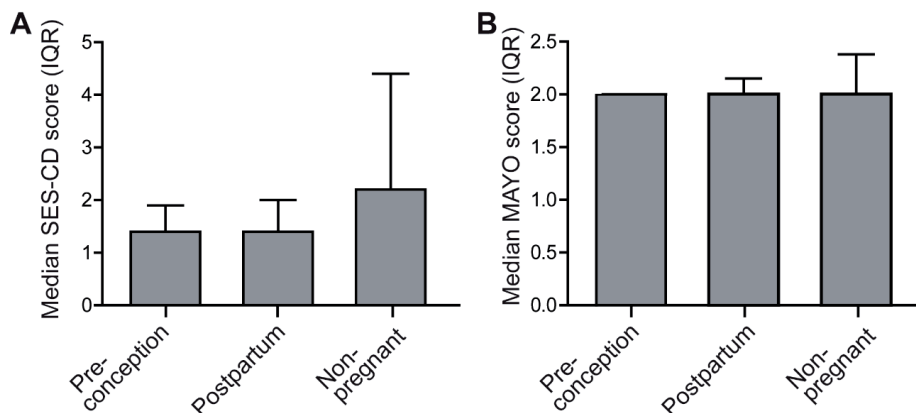 A
Median SES-CD score (IQR)
5
4
3
2
1
0
Pre-
conception
Postpartum
Non-
pregnant
B
Median MAYO score (IQR)
2.5
2.0
1.5
1.0
0.5
0.0
Pre-
conception
Postpartum
Non-
pregnant